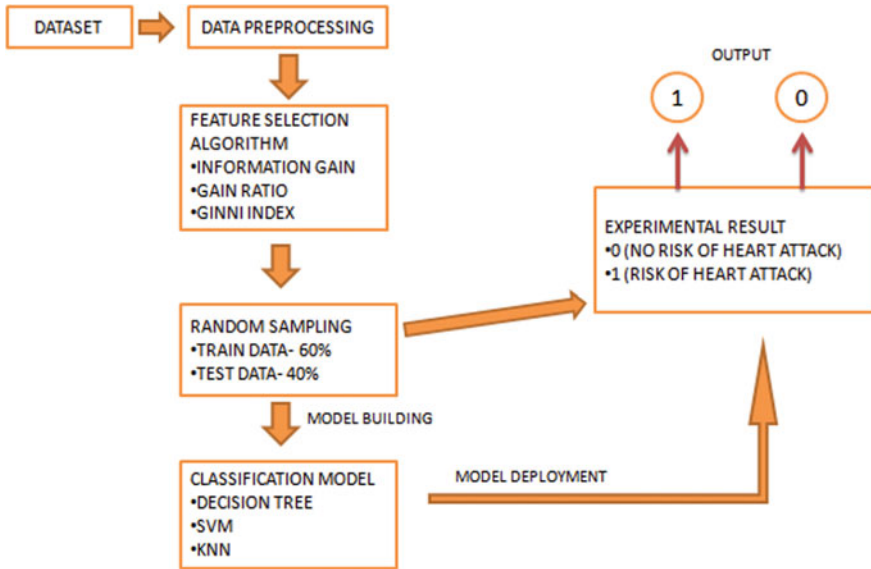 DATASET
DATA PREPROCESSING
FEATURE SELECTION
ALGORITHM
•INFORMATION GAIN
•GAIN RATIO
•GINNI INDEX
RANDOM SAMPLING
•TRAIN DATA- 60%
•TEST DATA- 40%
MODEL BUILDING
CLASSIFICATION MODEL
•DECISION TREE
•SVM
•KNN
MODEL DEPLOYMENT
EXPERIMENTAL RESULT
•0 (NO RISK OF HEART ATTACK)
•1 (RISK OF HEART ATTACK)
OUTPUT
1
0